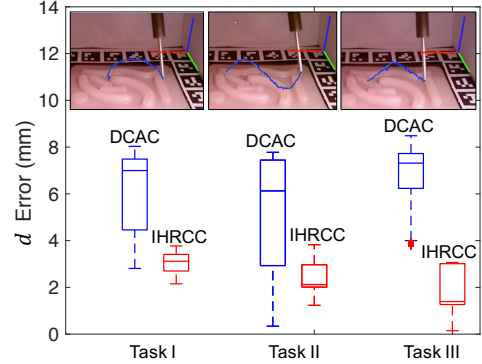 14
12
10
8
6
4
2
0
d Error (mm)
DCAC
IHRCC
DCAC
IHRCC
DCAC
IHRCC
Task I
Task II
Task III